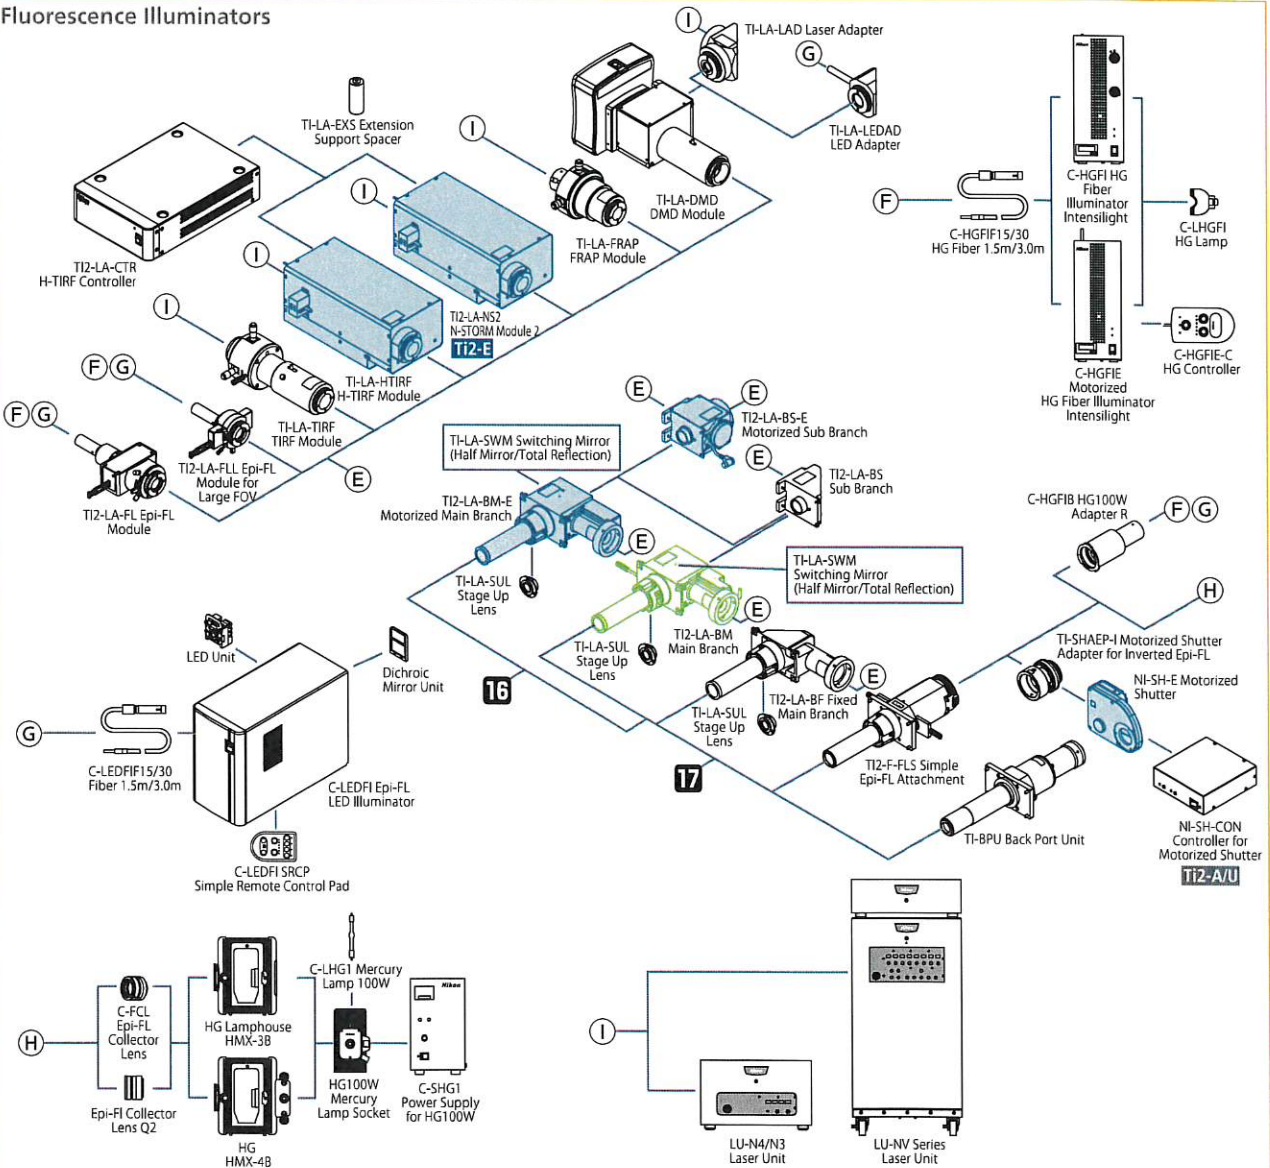 Fluorescence Illuminators
I
TI-LA-LAD Laser Adapter
G
TI-LA-LEDAD
LED Adapter
TI-LA-EXS Extension
Support Spacer
I
TI-LA-DMD
DMD Module
TI-LA-FRAP
FRAP Module
TI2-LA-CTR
H-TIRF Controller
I
I
TI2-LA-NS2
N-STORM Module 2
Ti2-E
TI-LA-HTIRF
H-TIRF Module
I
TI-LA-TIRF
TIRF Module
F G
TI2-LA-FLL Epi-FL
Module for
Large FOV
F G
TI2-LA-FL Epi-FL
Module
E
C-HGFI HG
Fiber
Illuminator
Intensilight
F
C-HGFIF15/30
HG Fiber 1.5m/3.0m
C-LHGFI
HG Lamp
C-HGFIE
Motorized
HG Fiber Illuminator
Intensilight
C-HGFIE-C
HG Controller
E
E
TI2-LA-BS-E
Motorized Sub Branch
TI-LA-SWM Switching Mirror
(Half Mirror/Total Reflection)
E
TI2-LA-BS
Sub Branch
TI2-LA-BM-E
Motorized Main Branch
E
TI-LA-SUL
Stage Up
Lens
TI-LA-SWM
Switching Mirror
(Half Mirror/Total Reflection)
E
TI2-LA-BM
Main Branch
TI-LA-SUL
Stage Up
Lens
E
TI2-LA-BF Fixed
Main Branch
TI-LA-SUL
Stage Up
Lens
16
17
C-HGFIB HG100W
Adapter R
F G
H
TI-SHAEP-I Motorized Shutter
Adapter for Inverted Epi-FL
NI-SH-E Motorized
Shutter
TI2-F-FLS Simple
Epi-FL Attachment
TI-BPU Back Port Unit
NI-SH-CON
Controller for
Motorized Shutter
Ti2-A/U
LED Unit
Dichroic
Mirror Unit
G
C-LEDFIF15/30
Fiber 1.5m/3.0m
C-LEDFI Epi-FL
LED Illuminator
C-LEDFI SRCP
Simple Remote Control Pad
H
C-FCL
Epi-FL
Collector
Lens
Epi-Fl Collector
Lens Q2
HG Lamphouse
HMX-3B
HG
HMX-4B
C-LHG1 Mercury
Lamp 100W
HG100W
Mercury
Lamp Socket
Nikon
C-SHG1
Power Supply
for HG100W
I
LU-N4/N3
Laser Unit
LU-NV Series
Laser Unit